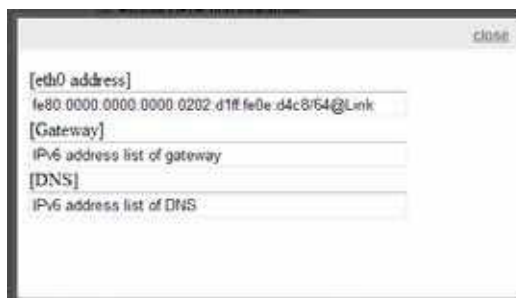 close
[eth0 address]
fe80:0000:0000:0000:0202:d1ff:fe0e:d4c8/64@Link
[Gateway]
IPv6 address list of gateway
[DNS]
IPv6 address list of DNS